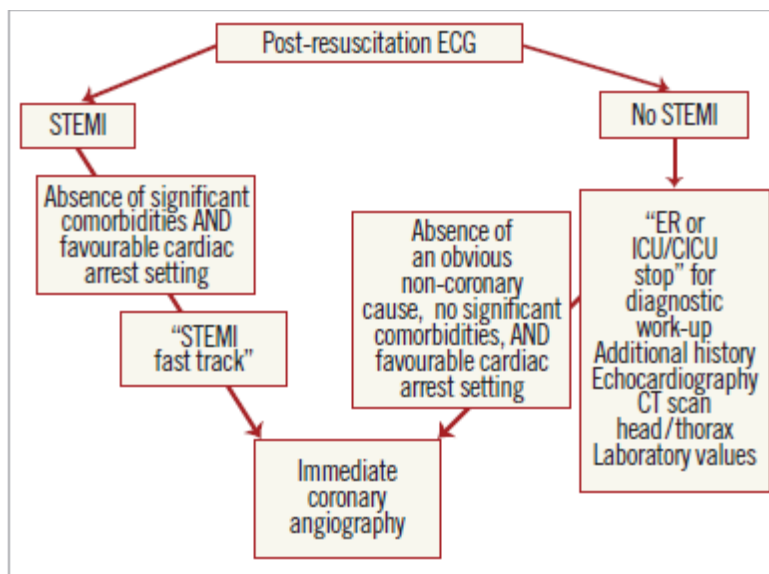 Post-resuscitation ECG
STEMI
No STEMI
Absence of significant
comorbidities AND
favourable cardiac
arrest setting
Absence of
an obvious
non-coronary
cause, no significant
comorbidities, AND
favourable cardiac
arrest setting
“ER or
ICU/CICU
stop” for
diagnostic
work-up
Additional history
Echocardiography
CT scan
head/thorax
Laboratory values
“STEMI
fast track”
Immediate
coronary
angiography